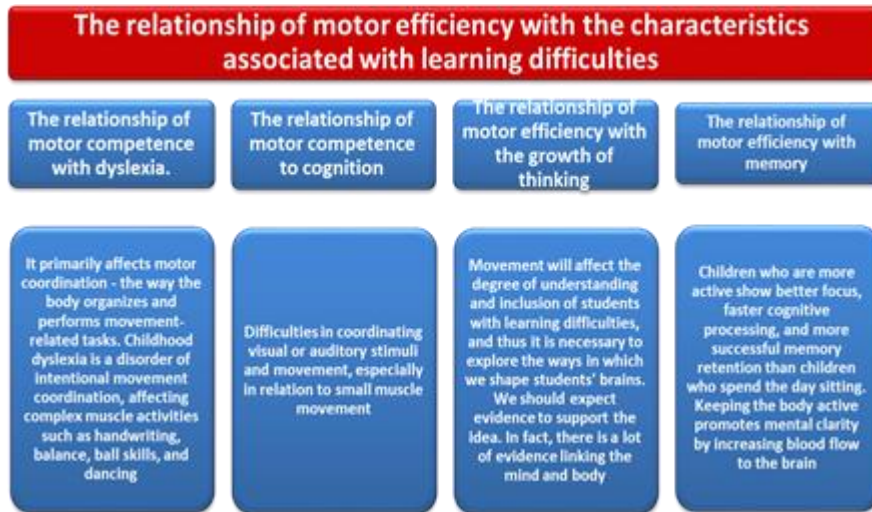 The relationship of motor efficiency with the characteristics
associated with learning difficulties
The relationship of
motor competence
with dyslexia.
The relationship of
motor competence
to cognition
The relationship of
motor efficiency with
the growth of
thinking
The relationship of
motor efficiency with
memory
It primarily affects motor
coordination - the way the
body organizes and
performs movement-
related tasks. Childhood
dyslexia is a disorder of
intentional movement
coordination, affecting
complex muscle activities
such as handwriting,
balance, ball skills, and
dancing
Difficulties in coordinating
visual or auditory stimuli
and movement, especially
in relation to small muscle
movement
Movement will affect the
degree of understanding
and inclusion of students
with learning difficulties,
and thus it is necessary to
explore the ways in which
we shape students' brains.
We should expect
evidence to support the
idea. In fact, there is a lot
of evidence linking the
mind and body
Children who are more
active show better focus,
faster cognitive
processing, and more
successful memory
retention than children
who spend the day sitting.
Keeping the body active
promotes mental clarity
by increasing blood flow
to the brain